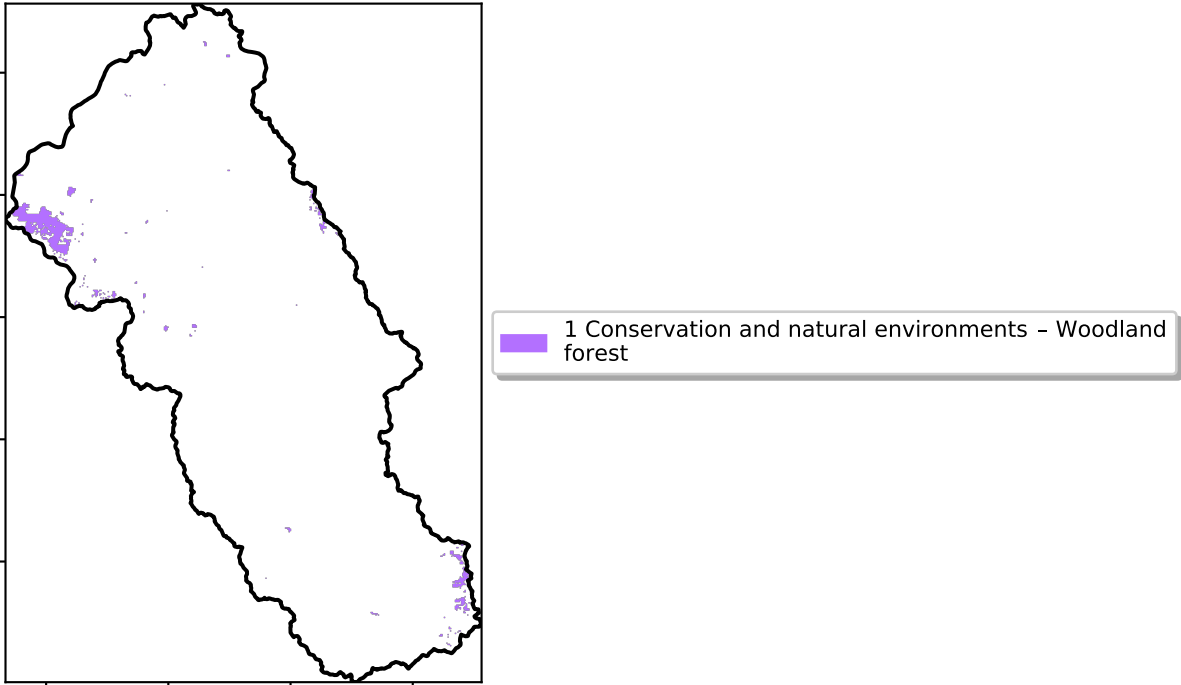 1 Conservation and natural environments – Woodland
forest